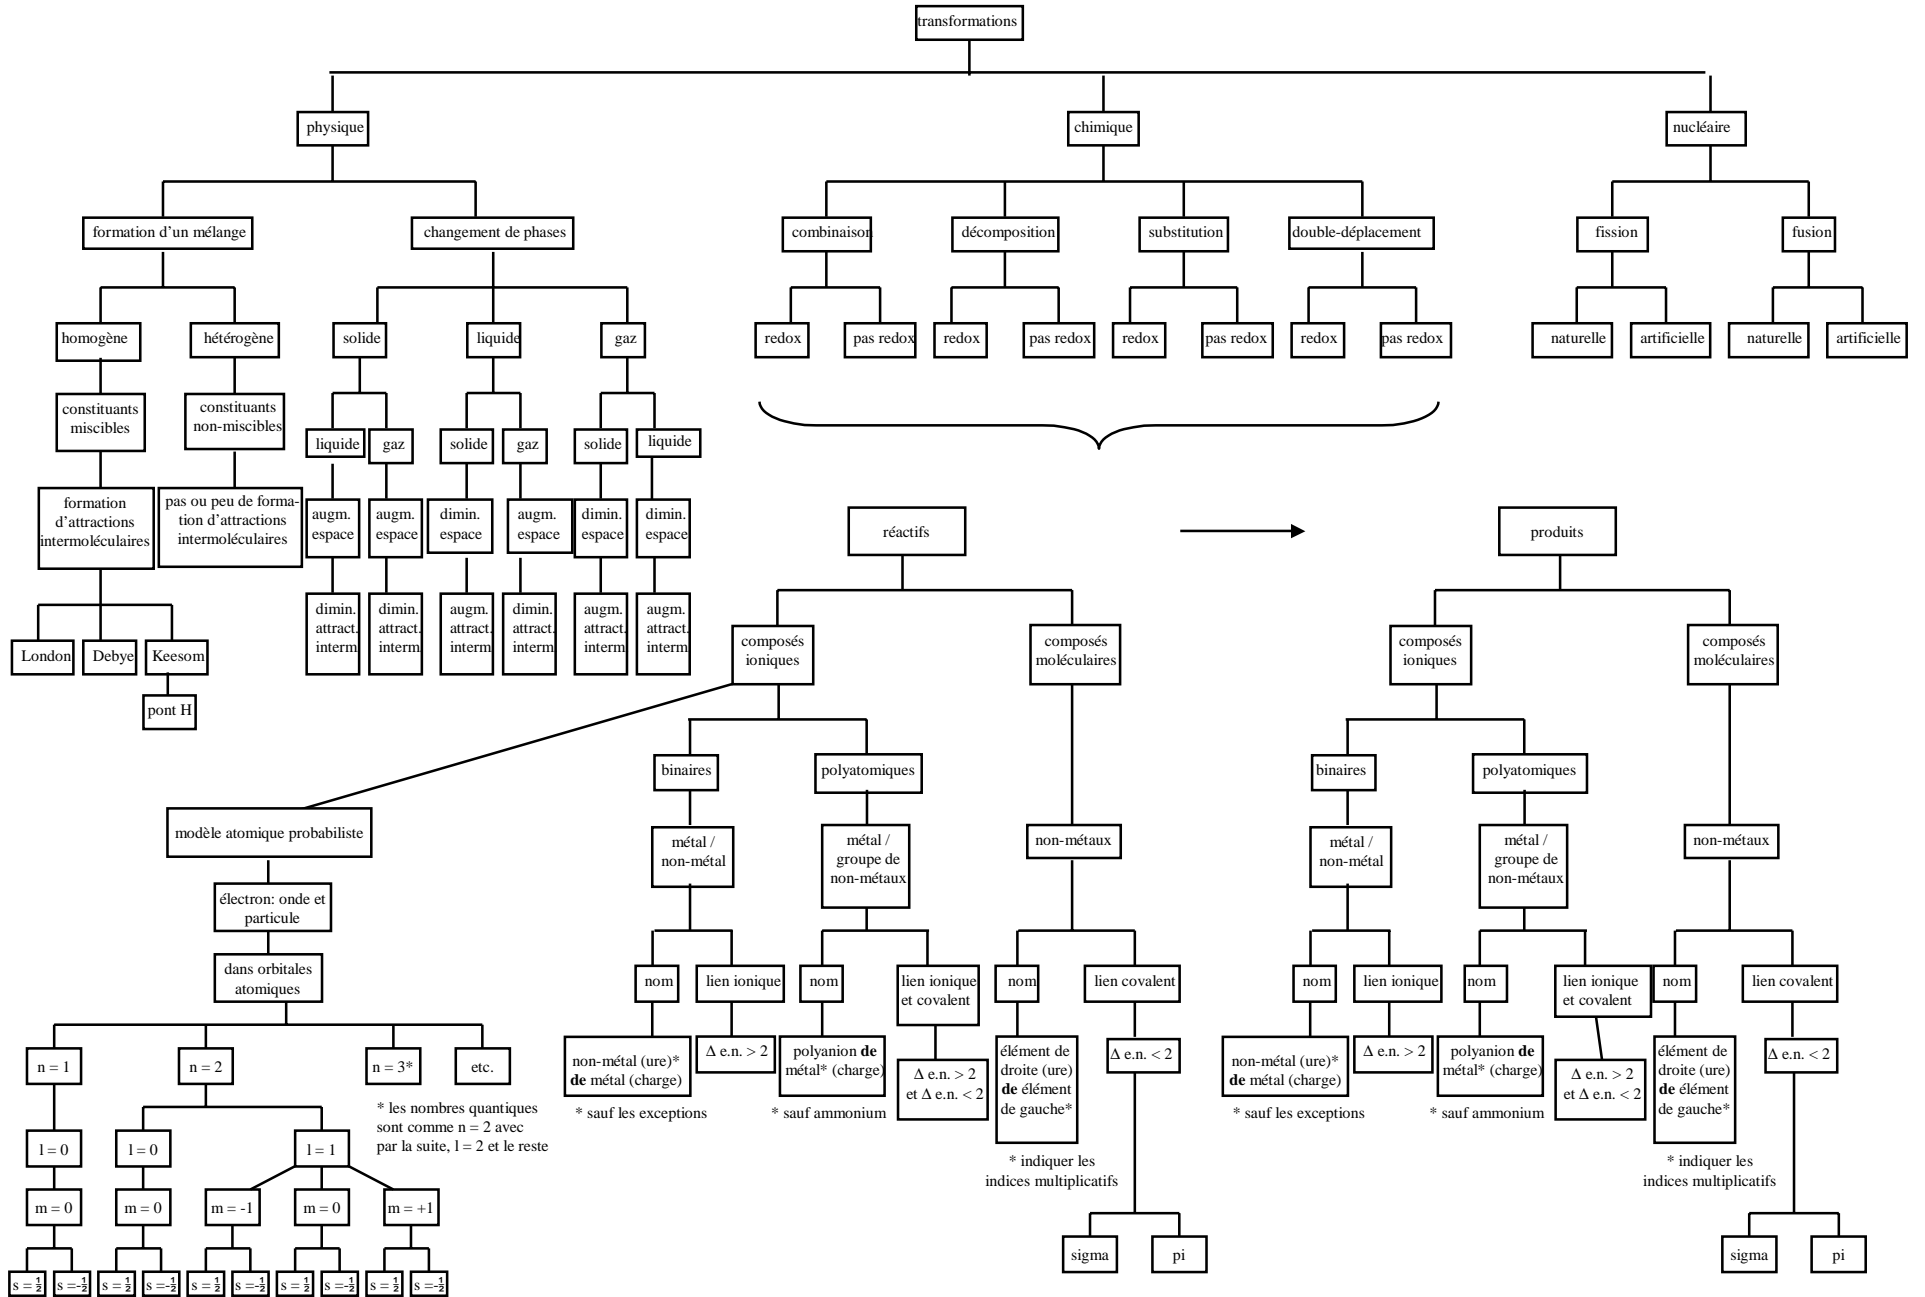 transformations
physique
chimique
nucléaire
formation d'un mélange
changement de phases
combinaison
décomposition
substitution
double-déplacement
fission
fusion
homogène
hétérogène
solide
liquide
gaz
redox
pas redox
redox
pas redox
redox
pas redox
redox
pas redox
naturelle
artificielle
naturelle
artificielle
constituants
miscibles
constituants
non-miscibles
liquide
gaz
solide
gaz
solide
liquide
formation
d'attractions
intermoléculaires
pas ou peu de forma-
tion d'attractions
intermoléculaires
augm.
espace
augm.
espace
dimin.
espace
augm.
espace
dimin.
espace
dimin.
espace
dimin.
attract.
interm
dimin.
attract.
interm
augm.
attract.
interm
dimin.
attract.
interm
augm.
attract.
interm
augm.
attract.
interm
London
Debye
Keesom
pont H
réactifs
produits
composés
ioniques
composés
moléculaires
binaires
polyatomiques
métal /
non-métal
métal /
groupe de
non-métaux
non-métaux
nom
lien ionique
nom
lien ionique
et covalent
nom
lien covalent
non-métal (ure)*
de métal (charge)
* sauf les exceptions
Δ e.n. > 2
polyanion de
métal* (charge)
* sauf ammonium
Δ e.n. > 2
et Δ e.n. < 2
élément de
droite (ure)
de élément
de gauche*
* indiquer les
indices multiplicatifs
Δ e.n. < 2
sigma
pi
composés
ioniques
composés
moléculaires
binaires
polyatomiques
métal /
non-métal
métal /
groupe de
non-métaux
non-métaux
nom
lien ionique
nom
lien ionique
et covalent
nom
lien covalent
non-métal (ure)*
de métal (charge)
* sauf les exceptions
Δ e.n. > 2
polyanion de
métal* (charge)
* sauf ammonium
Δ e.n. > 2
et Δ e.n. < 2
élément de
droite (ure)
de élément
de gauche*
* indiquer les
indices multiplicatifs
Δ e.n. < 2
sigma
pi
modèle atomique probabiliste
électron: onde et
particule
dans orbitales
atomiques
n = 1
n = 2
n = 3*
etc.
* les nombres quantiques
sont comme n = 2 avec
par la suite, l = 2 et le reste
l = 0
l = 0
l = 1
m = 0
m = 0
m = -1
m = 0
m = +1
s = ½
s =-½
s = ½
s =-½
s = ½
s =-½
s = ½
s =-½
s = ½
s =-½